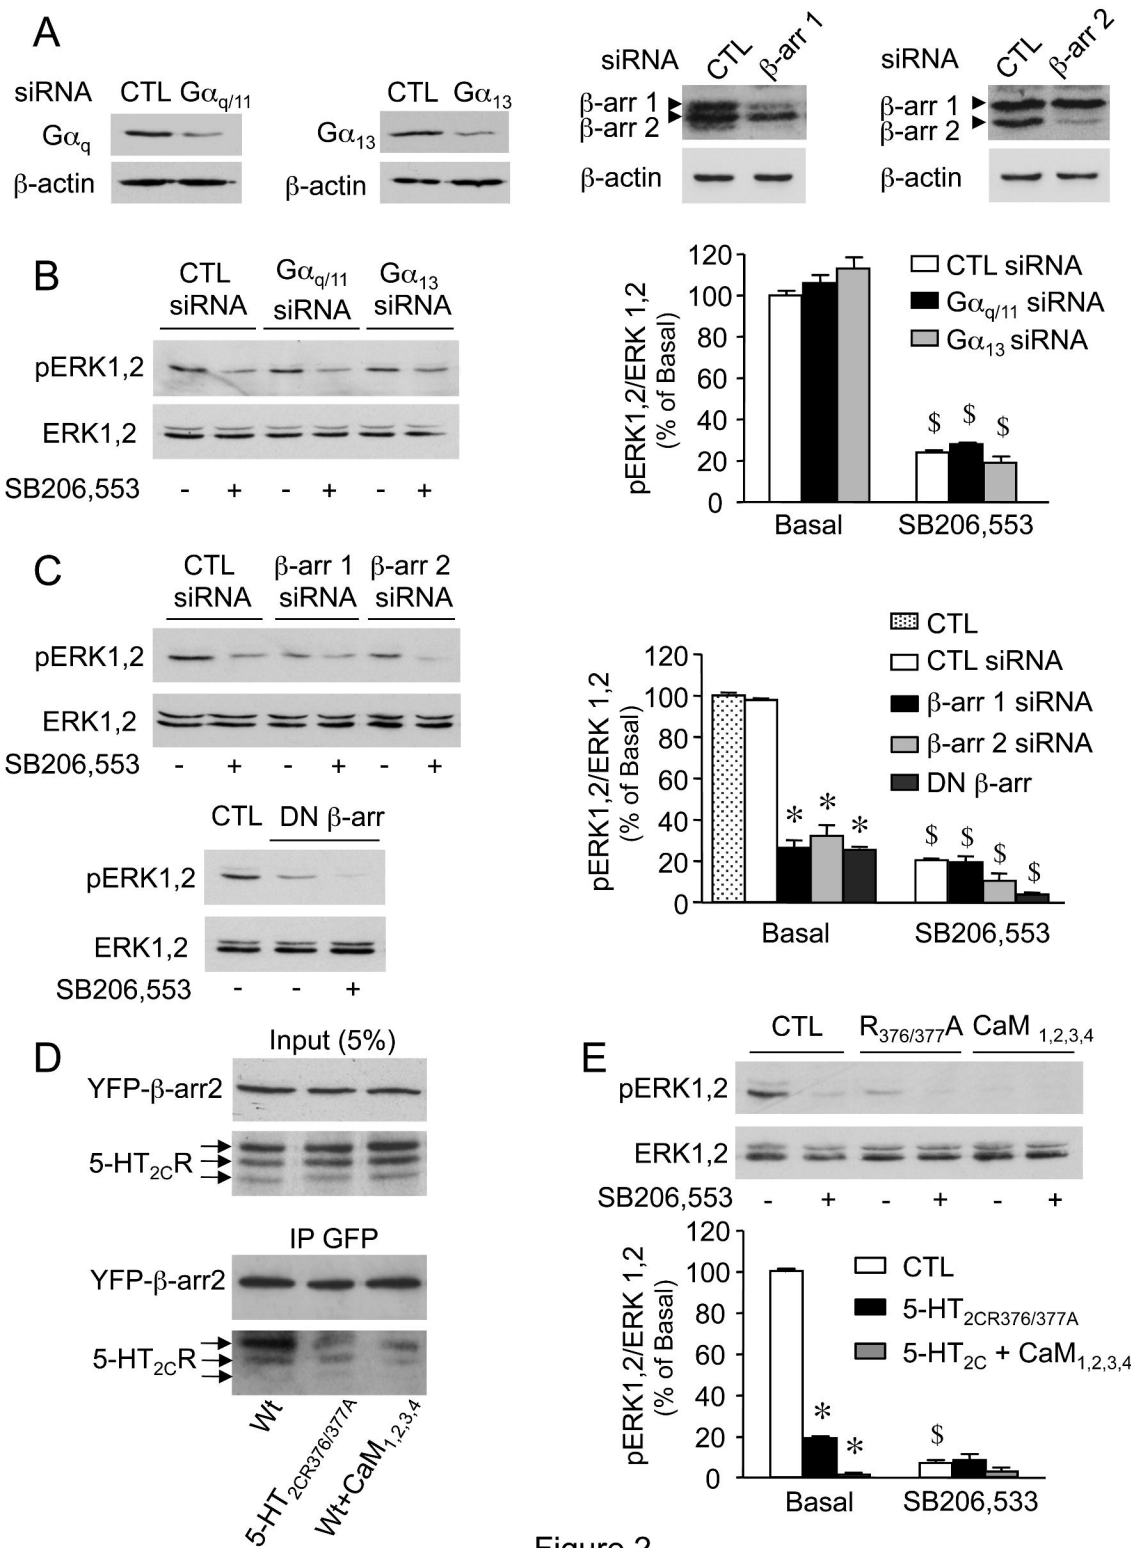 A
siRNA CTL Gαq/11
Gαq
β-actin
CTL Gα13
Gα13
β-actin
siRNA CTL β-arr 1
β-arr 1
β-arr 2
β-actin
siRNA CTL β-arr 2
β-arr 1
β-arr 2
β-actin
B
CTL siRNA
Gαq/11 siRNA
Gα13 siRNA
pERK1,2
ERK1,2
SB206,553 - + - + - +
pERK1,2/ERK 1,2
(% of Basal)
120
100
80
60
40
20
0
CTL siRNA
Gαq/11 siRNA
Gα13 siRNA
$ $ $
Basal SB206,553
C
CTL siRNA
β-arr 1 siRNA
β-arr 2 siRNA
pERK1,2
ERK1,2
SB206,553 - + - + - +
CTL DN β-arr
pERK1,2
ERK1,2
SB206,553 - - +
pERK1,2/ERK 1,2
(% of Basal)
120
100
80
60
40
20
0
CTL
CTL siRNA
β-arr 1 siRNA
β-arr 2 siRNA
DN β-arr
* * *
$ $ $ $
Basal SB206,553
D
Input (5%)
YFP-β-arr2
5-HT2CR
IP GFP
YFP-β-arr2
5-HT2CR
Wt
5-HT2CR376/377A
Wt+CaM1,2,3,4
E
CTL R376/377A CaM 1,2,3,4
pERK1,2
ERK1,2
SB206,553 - + - + - +
pERK1,2/ERK 1,2
(% of Basal)
120
100
80
60
40
20
0
CTL
5-HT2CR376/377A
5-HT2C + CaM1,2,3,4
* *
$
Basal SB206,533
Figure 2